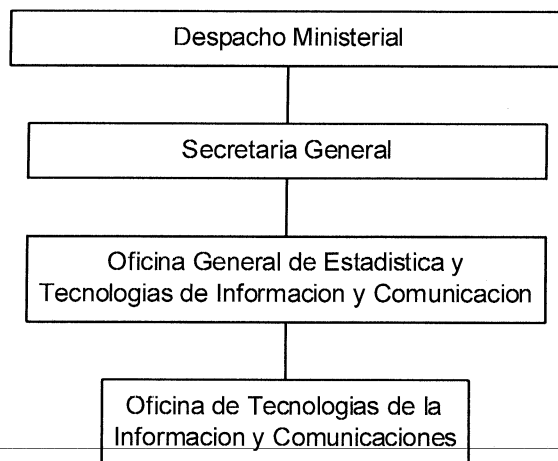 Despacho Ministerial
Secretaria General
Oficina General de Estadistica y
Tecnologias de Informacion y Comunicacion
Oficina de Tecnologias de la
Informacion y Comunicaciones